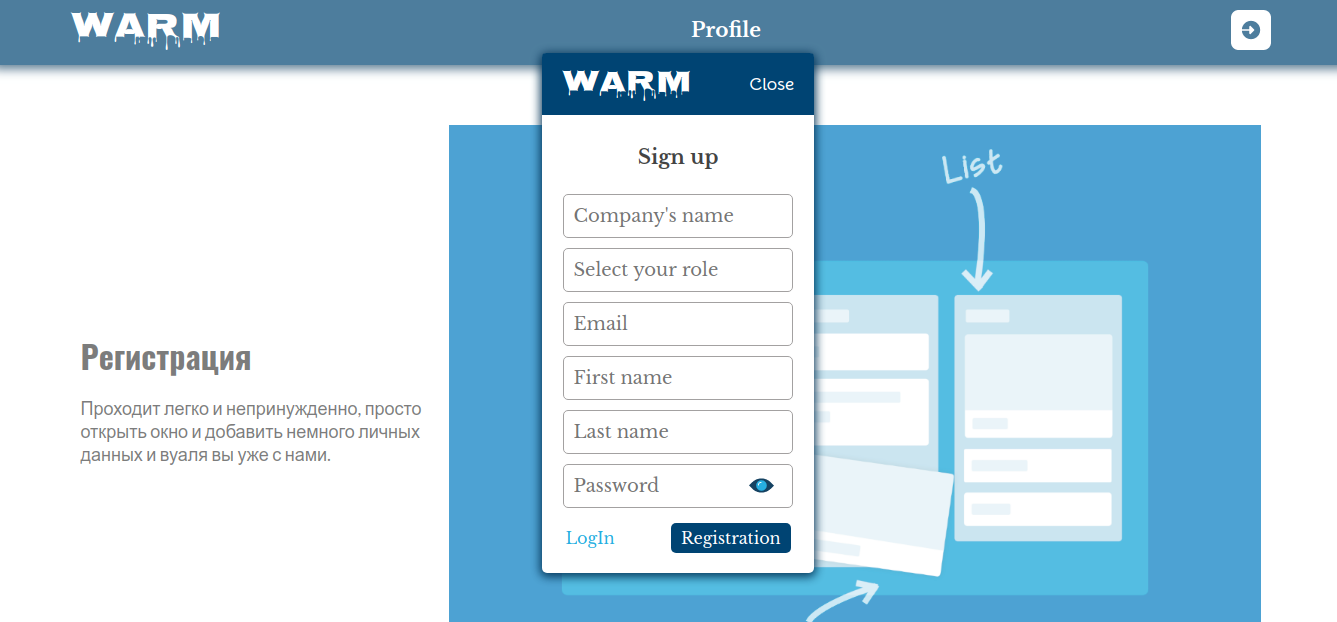 WARM
Profile
WARM
Close
Sign up
Company's name
Select your role
Email
First name
Last name
Password
LogIn
Registration
List
Регистрация
Проходит легко и непринужденно, просто
открыть окно и добавить немного личных
данных и вуаля вы уже с нами.